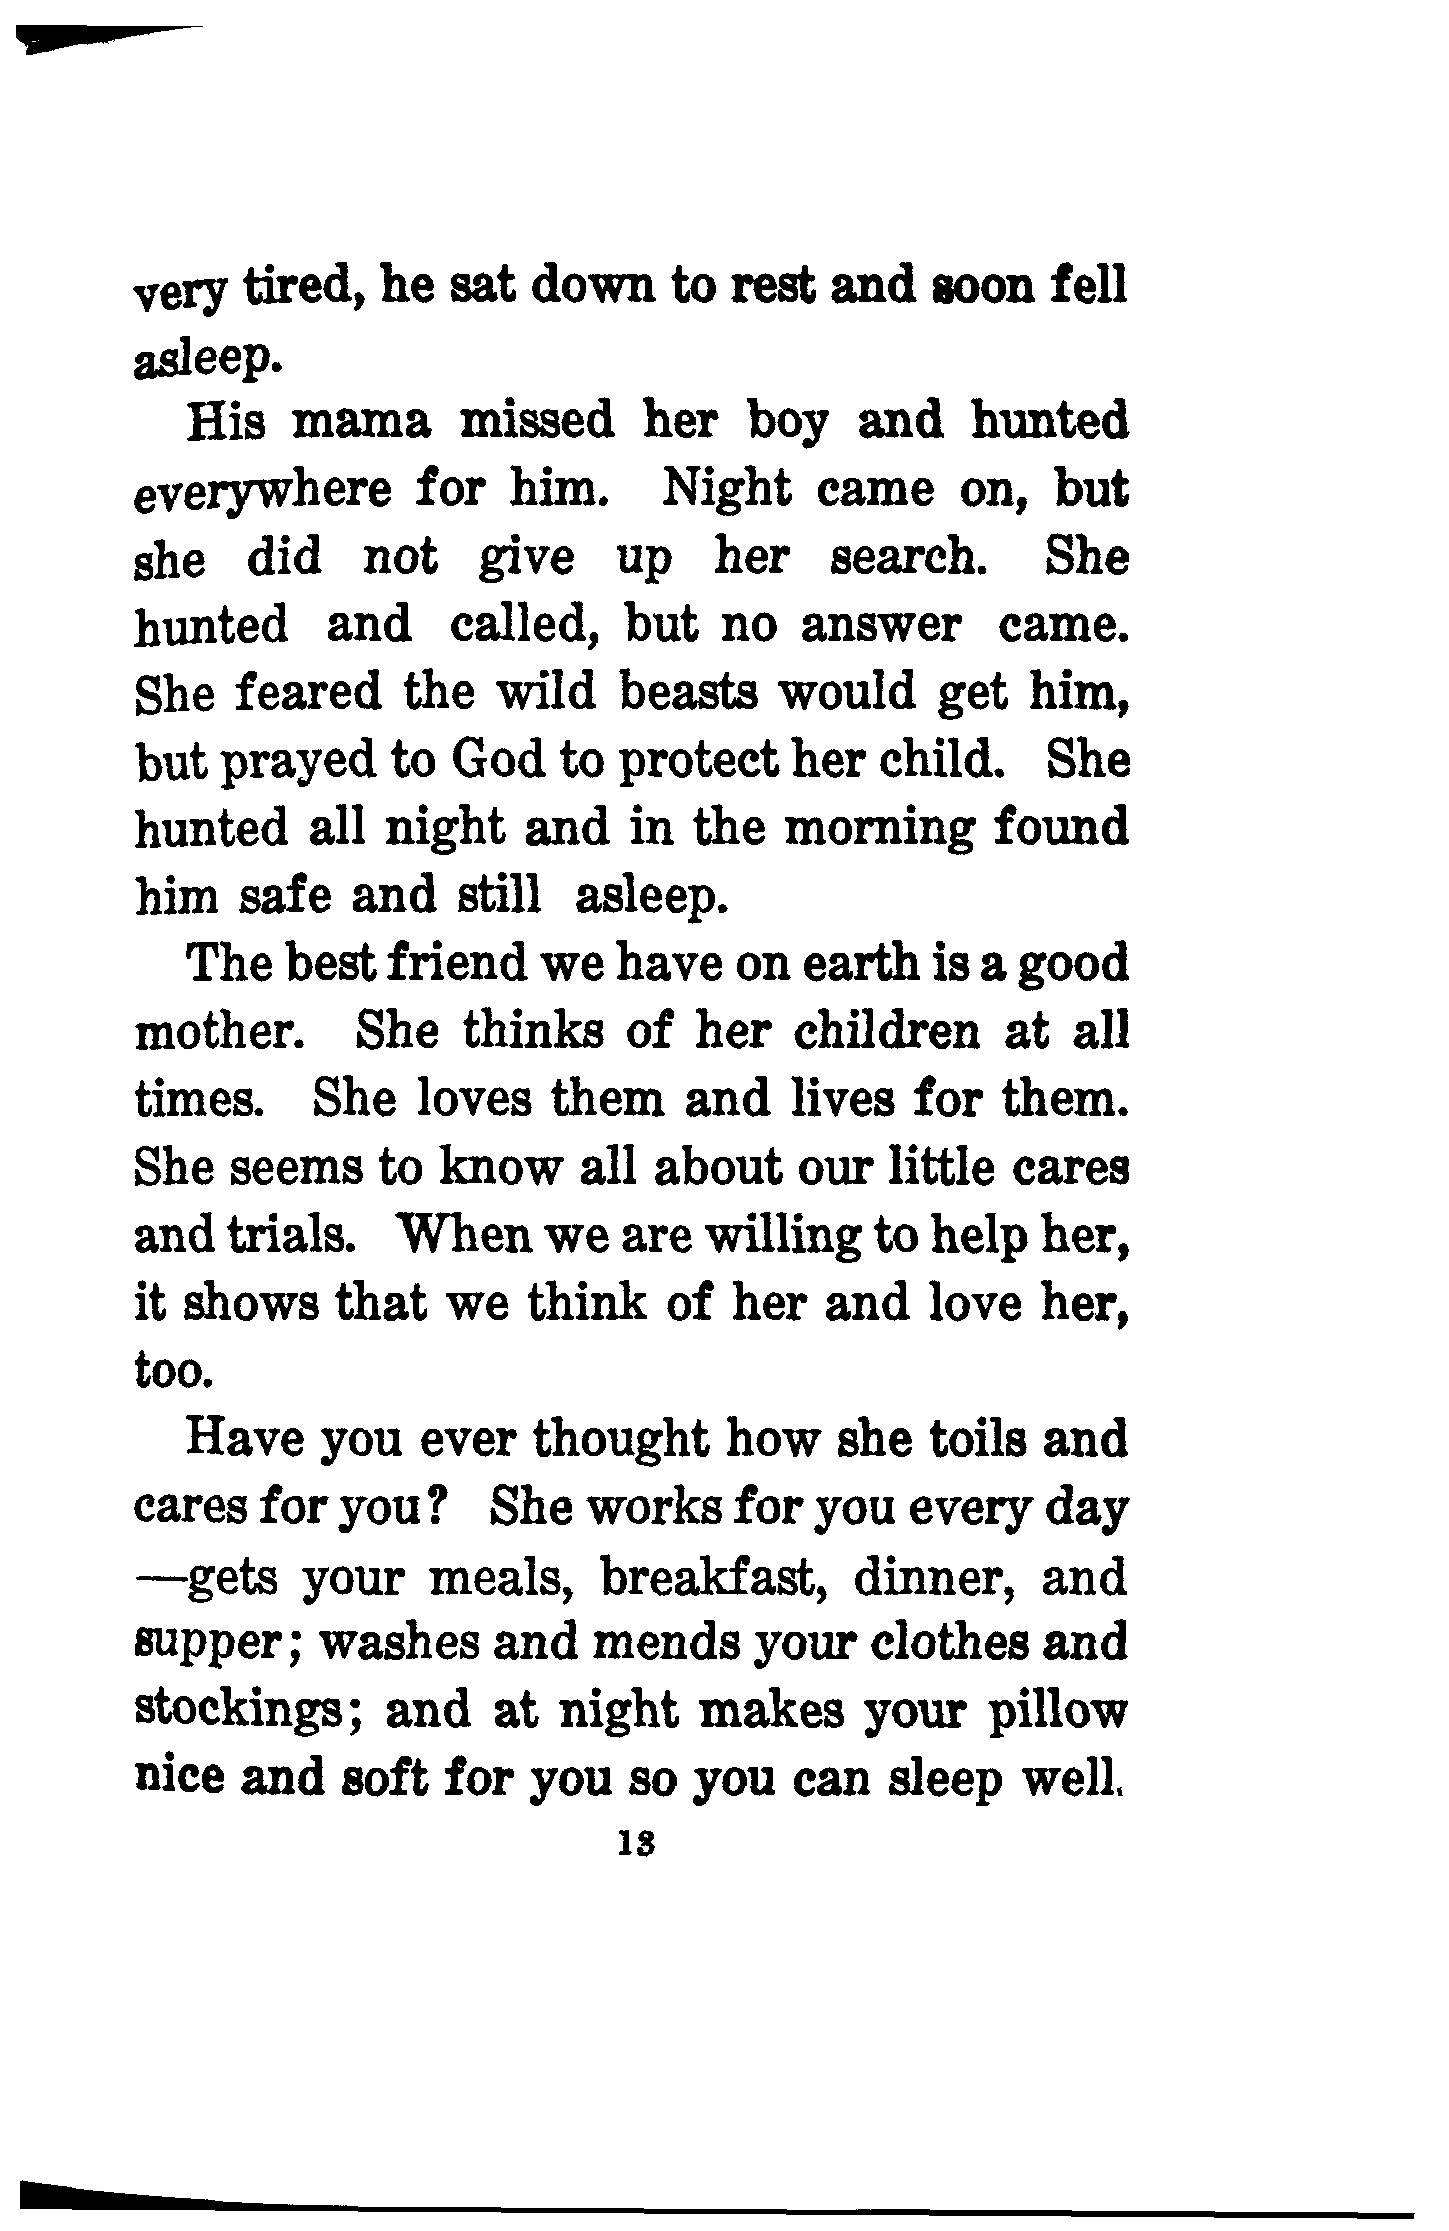 very tired, he sat down to rest and soon fell
asleep.
His mama missed her boy and hunted
everywhere for him. Night came on, but
she did not give up her search. She
hunted and called, but no answer came.
She feared the wild beasts would get him,
but prayed to God to protect her child. She
hunted all night and in the morning found
him safe and still asleep.
The best friend we have on earth is a good
mother. She thinks of her children at all
times. She loves them and lives for them.
She seems to know all about our little cares
and trials. When we are willing to help her,
it shows that we think of her and love her,
too.
Have you ever thought how she toils and
cares for you? She works for you every day
—gets your meals, breakfast, dinner, and
supper; washes and mends your clothes and
stockings; and at night makes your pillow
nice and soft for you so you can sleep well.
13